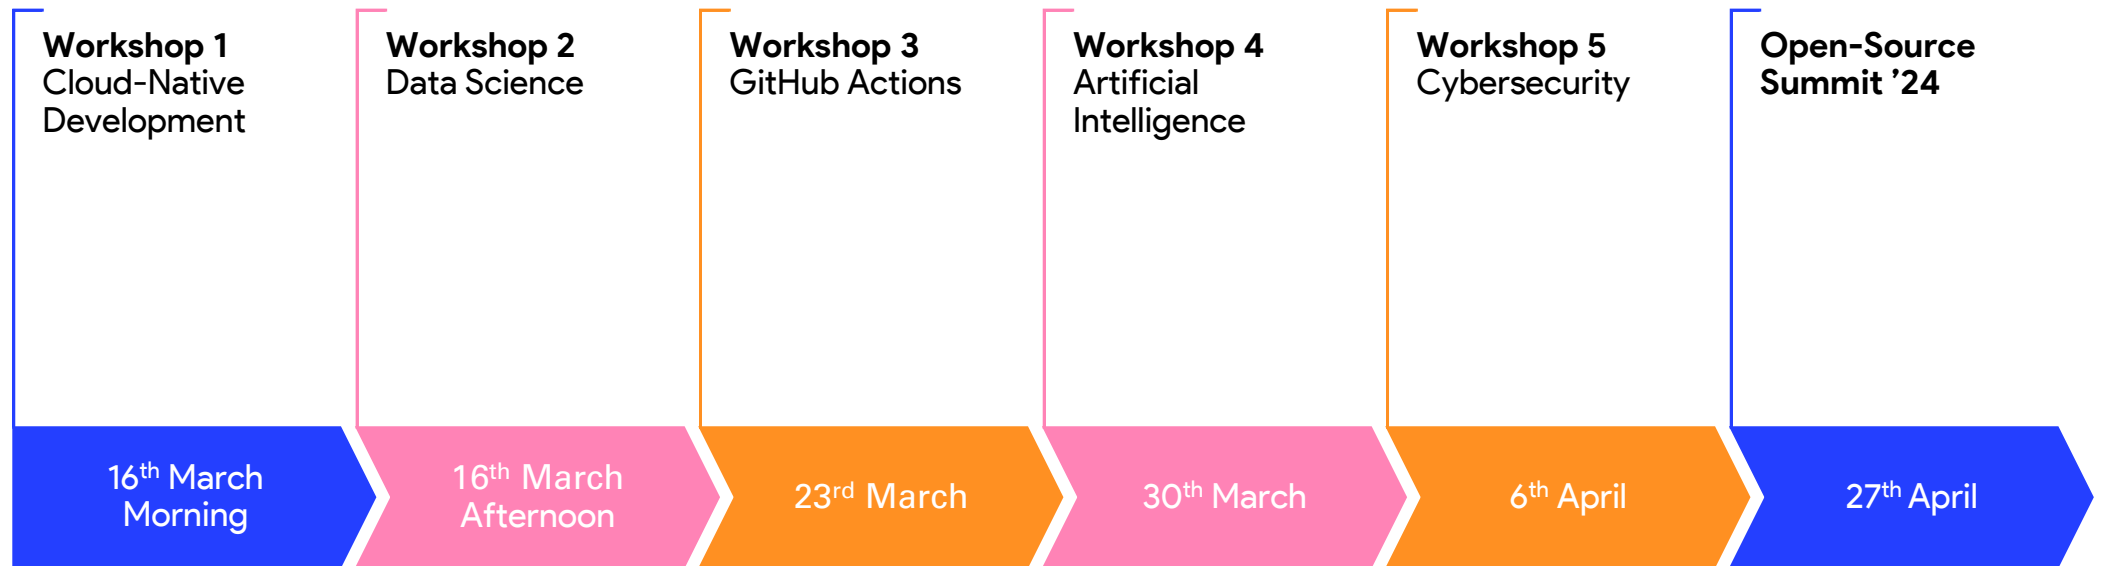 Workshop 1
Cloud-Native
Development
Workshop 2
Data Science
Workshop 3
GitHub Actions
Workshop 4
Artificial
Intelligence
Workshop 5
Cybersecurity
Open-Source
Summit ’24
16th March
Morning
16th March
Afternoon
23rd March
30th March
6th April
27th April